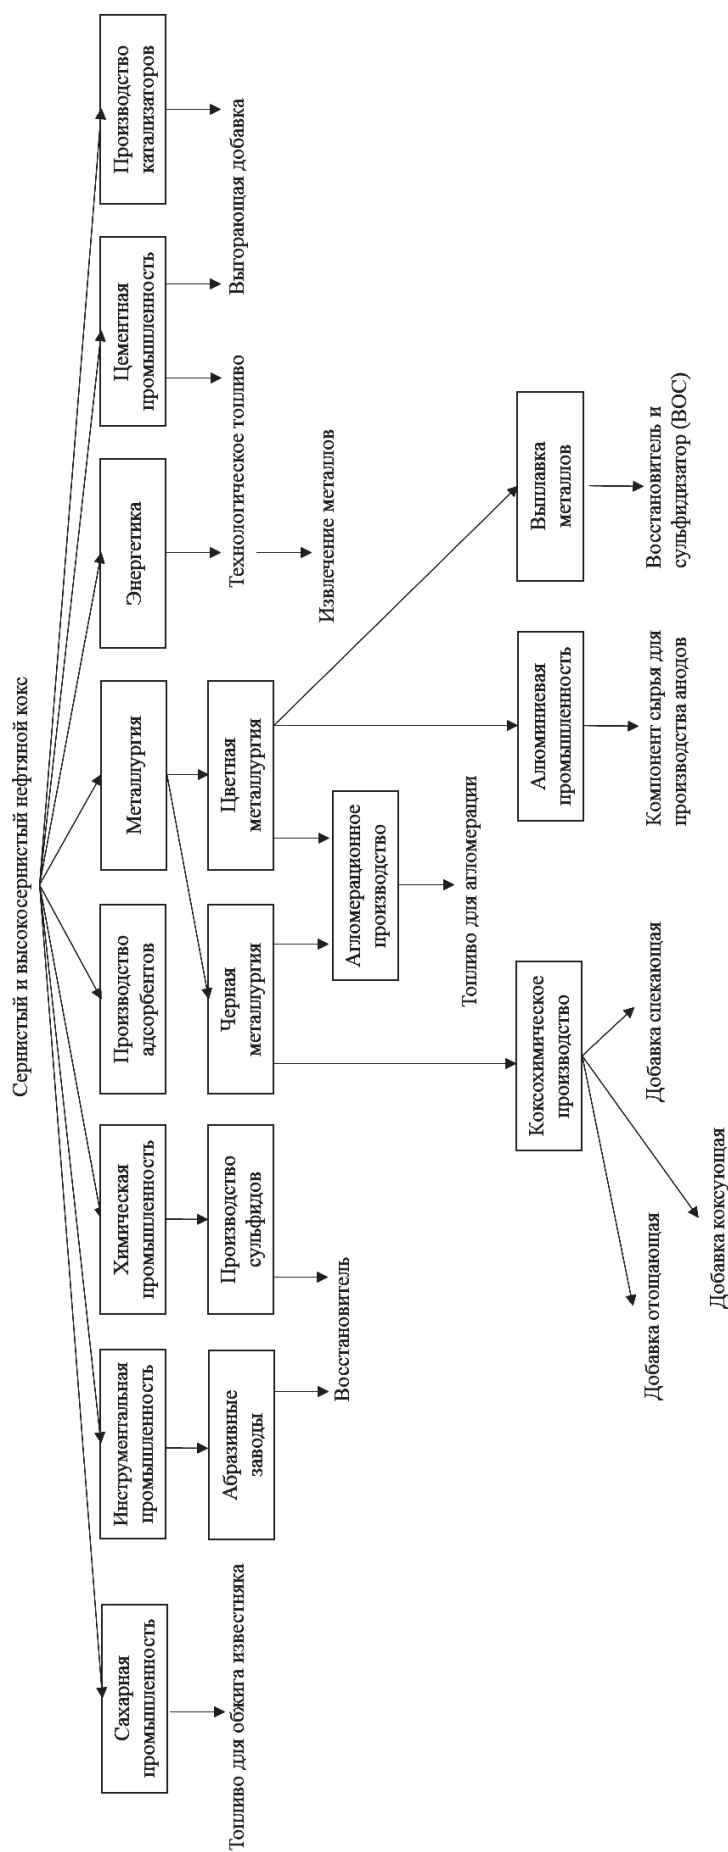 Сернистый и высокосернистый нефтяной кокс
Сахарная
промышленность
Инструментальная
промышленность
Химическая
промышленность
Производство
адсорбентов
Металлургия
Энергетика
Цементная
промышленность
Производство
катализаторов
Топливо для обжига известняка
Абразивные
заводы
Производство
сульфидов
Черная
металлургия
Цветная
металлургия
Технологическое топливо
Выгорающая добавка
Восстановитель
Агломерационное
производство
Извлечение металлов
Топливо для агломерации
Коксохимическое
производство
Алюминиевая
промышленность
Выплавка
металлов
Добавка отощающая
Добавка спекающая
Компонент сырья для
производства анодов
Восстановитель и
сульфидизатор (ВОС)
Добавка коксующая